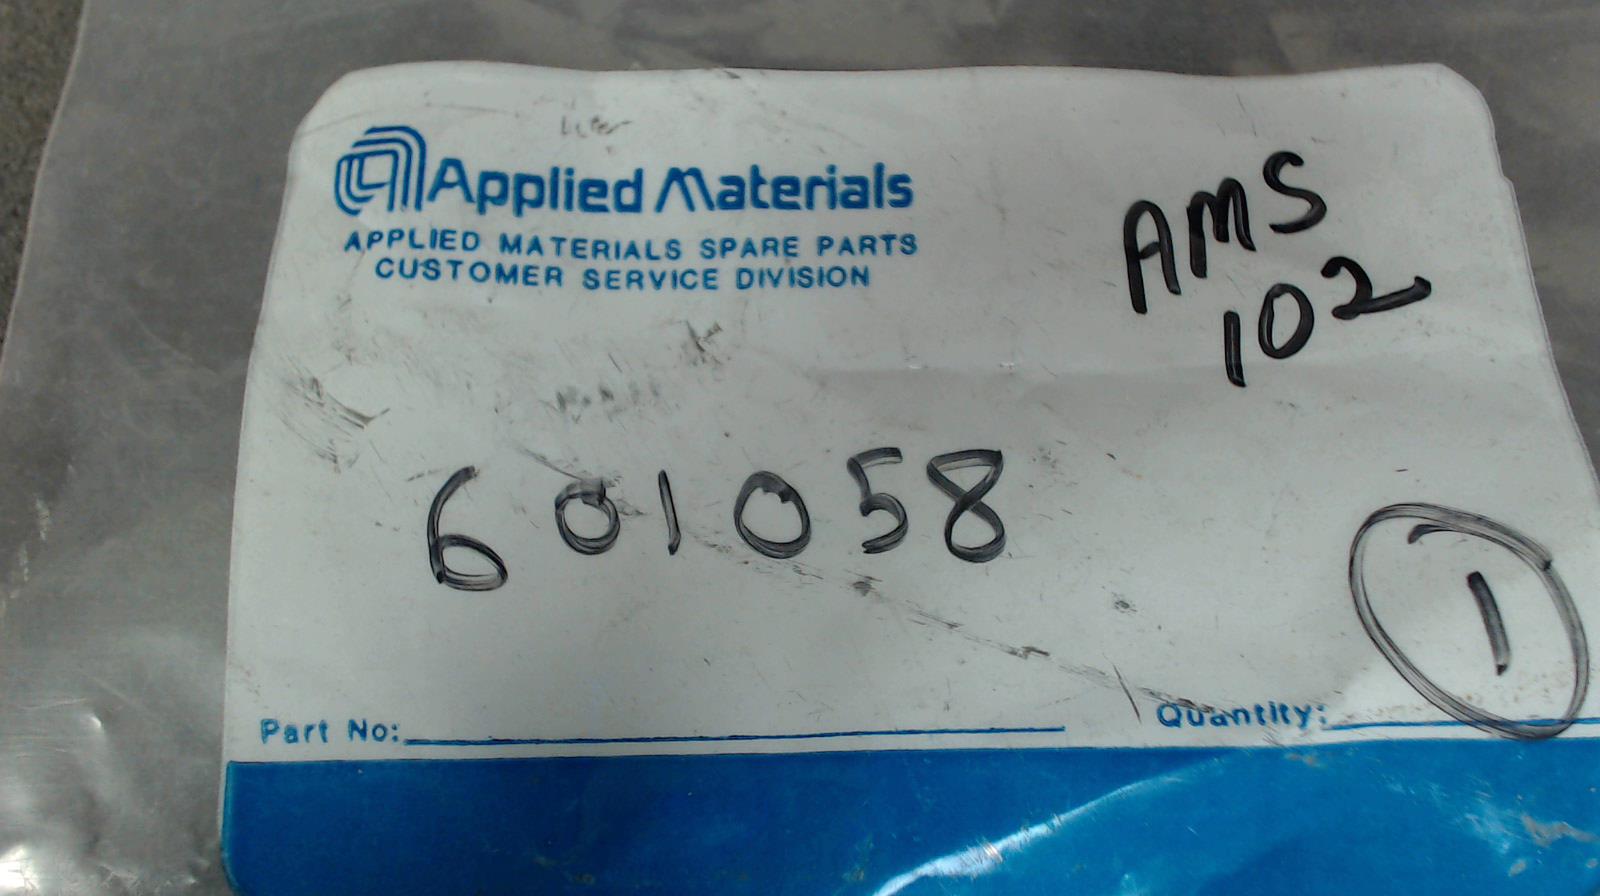 Applied Materials
APPLIED MATERIALS SPARE PARTS
CUSTOMER SERVICE DIVISION
AMS
102
601058
1
Part No:
Quantity: